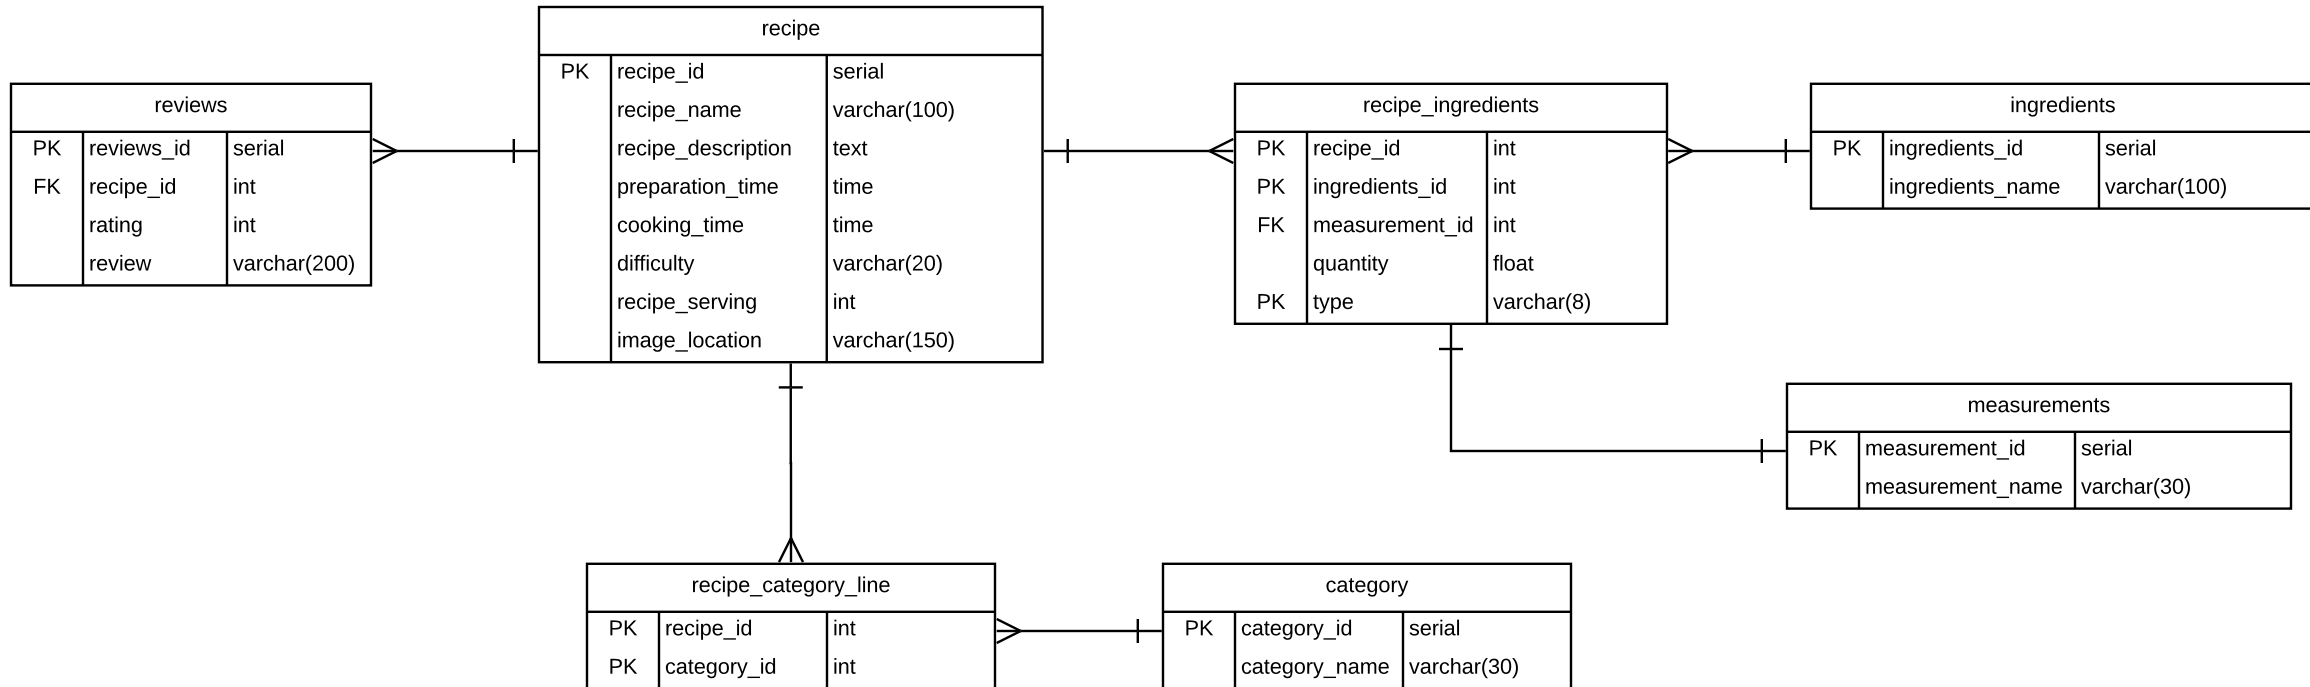 recipe
PK recipe_id serial
recipe_name varchar(100)
recipe_description text
preparation_time time
cooking_time time
difficulty varchar(20)
recipe_serving int
image_location varchar(150)
reviews
PK reviews_id serial
FK recipe_id int
rating int
review varchar(200)
recipe_ingredients
PK recipe_id int
PK ingredients_id int
FK measurement_id int
quantity float
PK type varchar(8)
ingredients
PK ingredients_id serial
ingredients_name varchar(100)
measurements
PK measurement_id serial
measurement_name varchar(30)
recipe_category_line
PK recipe_id int
PK category_id int
category
PK category_id serial
category_name varchar(30)